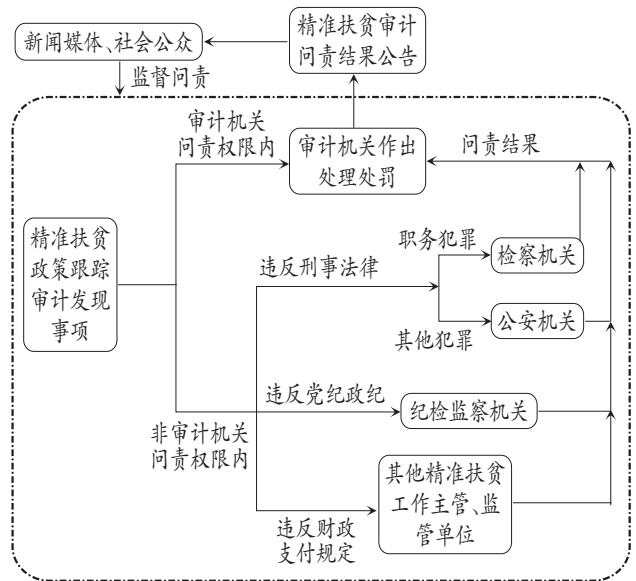 精准扶贫审计
问责结果公告
新闻媒体、社会公众
监督问责
审计机关
问责权限内
审计机关作出
处理处罚
问责结果
精准扶贫
政策跟踪
审计发现
事项
违反刑事法律
职务犯罪
检察机关
其他犯罪
公安机关
违反党纪政纪
纪检监察机关
非审计机关
问责权限内
违反财政
支付规定
其他精准扶贫
工作主管、监
管单位